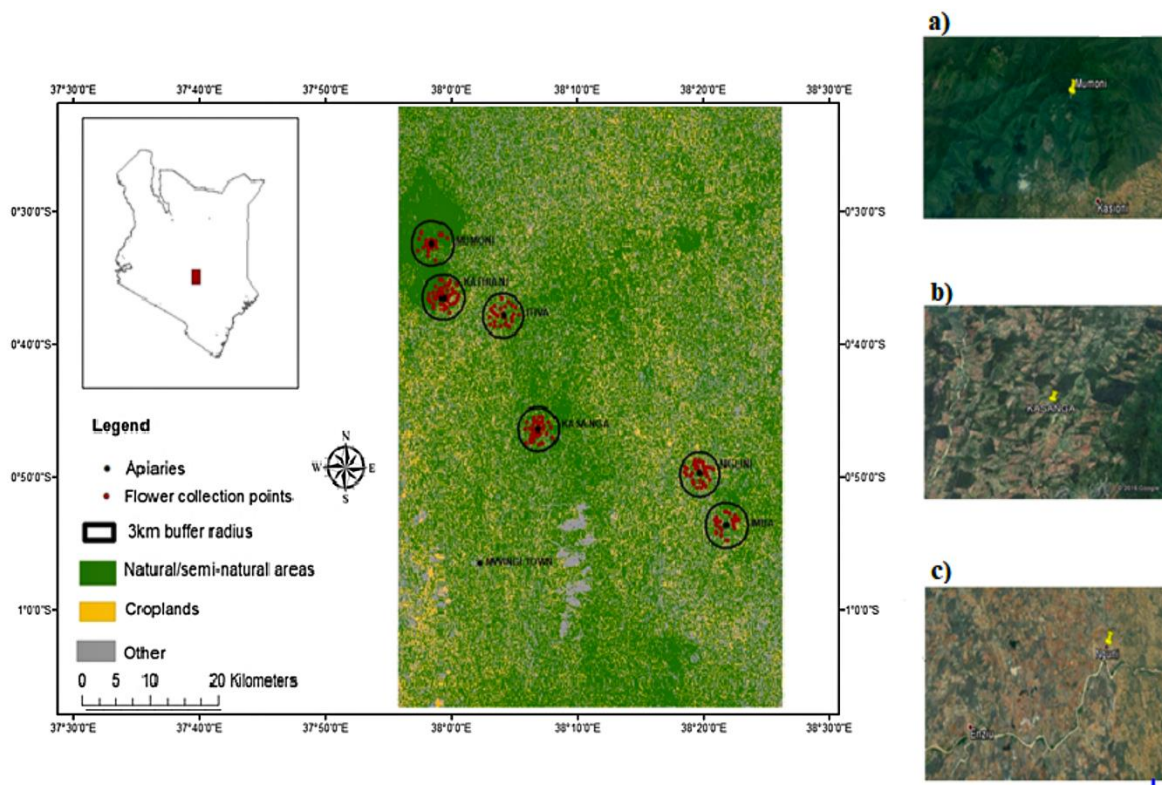 a)
Mumoni
Kasioni
37°30'0"E 37°40'0"E 37°50'0"E 38°0'0"E 38°10'0"E 38°20'0"E 38°30'0"E
0°30'0"S 0°30'0"S
MUMONI
KATHIANI
ITIVA
0°40'0"S 0°40'0"S
b)
KASANGA
© 2018 Google
Legend
Apiaries
Flower collection points
3km buffer radius
Natural/semi-natural areas
Croplands
Other
0 5 10 20 Kilometers
N
W E
S
KASANGA
NGUNI
IMBA
MWINGI TOWN
0°50'0"S 0°50'0"S
1°0'0"S 1°0'0"S
c)
Nguni
Enziu
37°30'0"E 37°40'0"E 37°50'0"E 38°0'0"E 38°10'0"E 38°20'0"E 38°30'0"E